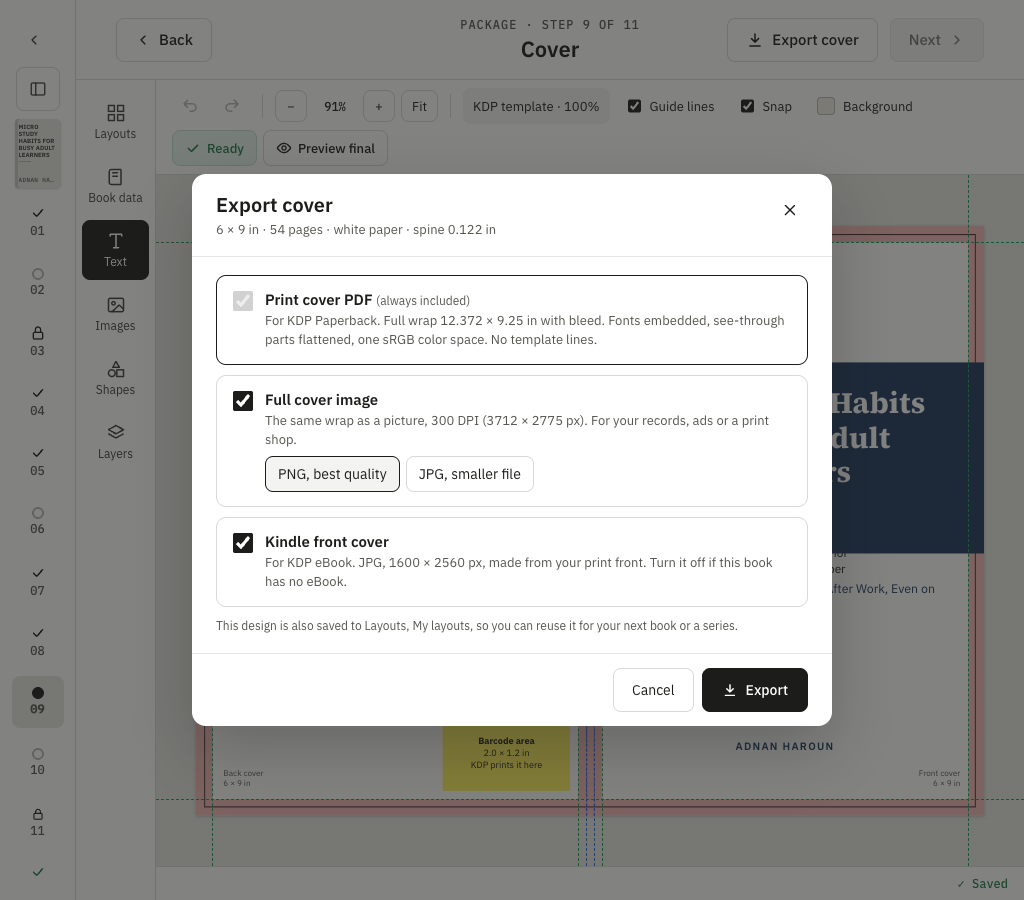 PACKAGE · STEP 9 OF 11
Cover
Back
Export cover
Next
MICRO
STUDY
HABITS FOR
BUSY ADULT
LEARNERS
ADNAN HA…
01
02
03
04
05
06
07
08
09
10
11
Layouts
Book data
Text
Images
Shapes
Layers
91%
Fit
KDP template · 100%
Guide lines
Snap
Background
Ready
Preview final
Export cover
6 × 9 in · 54 pages · white paper · spine 0.122 in
Print cover PDF (always included)
For KDP Paperback. Full wrap 12.372 × 9.25 in with bleed. Fonts embedded, see-through
parts flattened, one sRGB color space. No template lines.
Full cover image
The same wrap as a picture, 300 DPI (3712 × 2775 px). For your records, ads or a print
shop.
PNG, best quality
JPG, smaller file
Kindle front cover
For KDP eBook. JPG, 1600 × 2560 px, made from your print front. Turn it off if this book
has no eBook.
This design is also saved to Layouts, My layouts, so you can reuse it for your next book or a series.
Cancel
Export
Habits
After Work, Even on
Barcode area
2.0 × 1.2 in
KDP prints it here
ADNAN HAROUN
Back cover
6 × 9 in
Front cover
6 × 9 in
✓ Saved